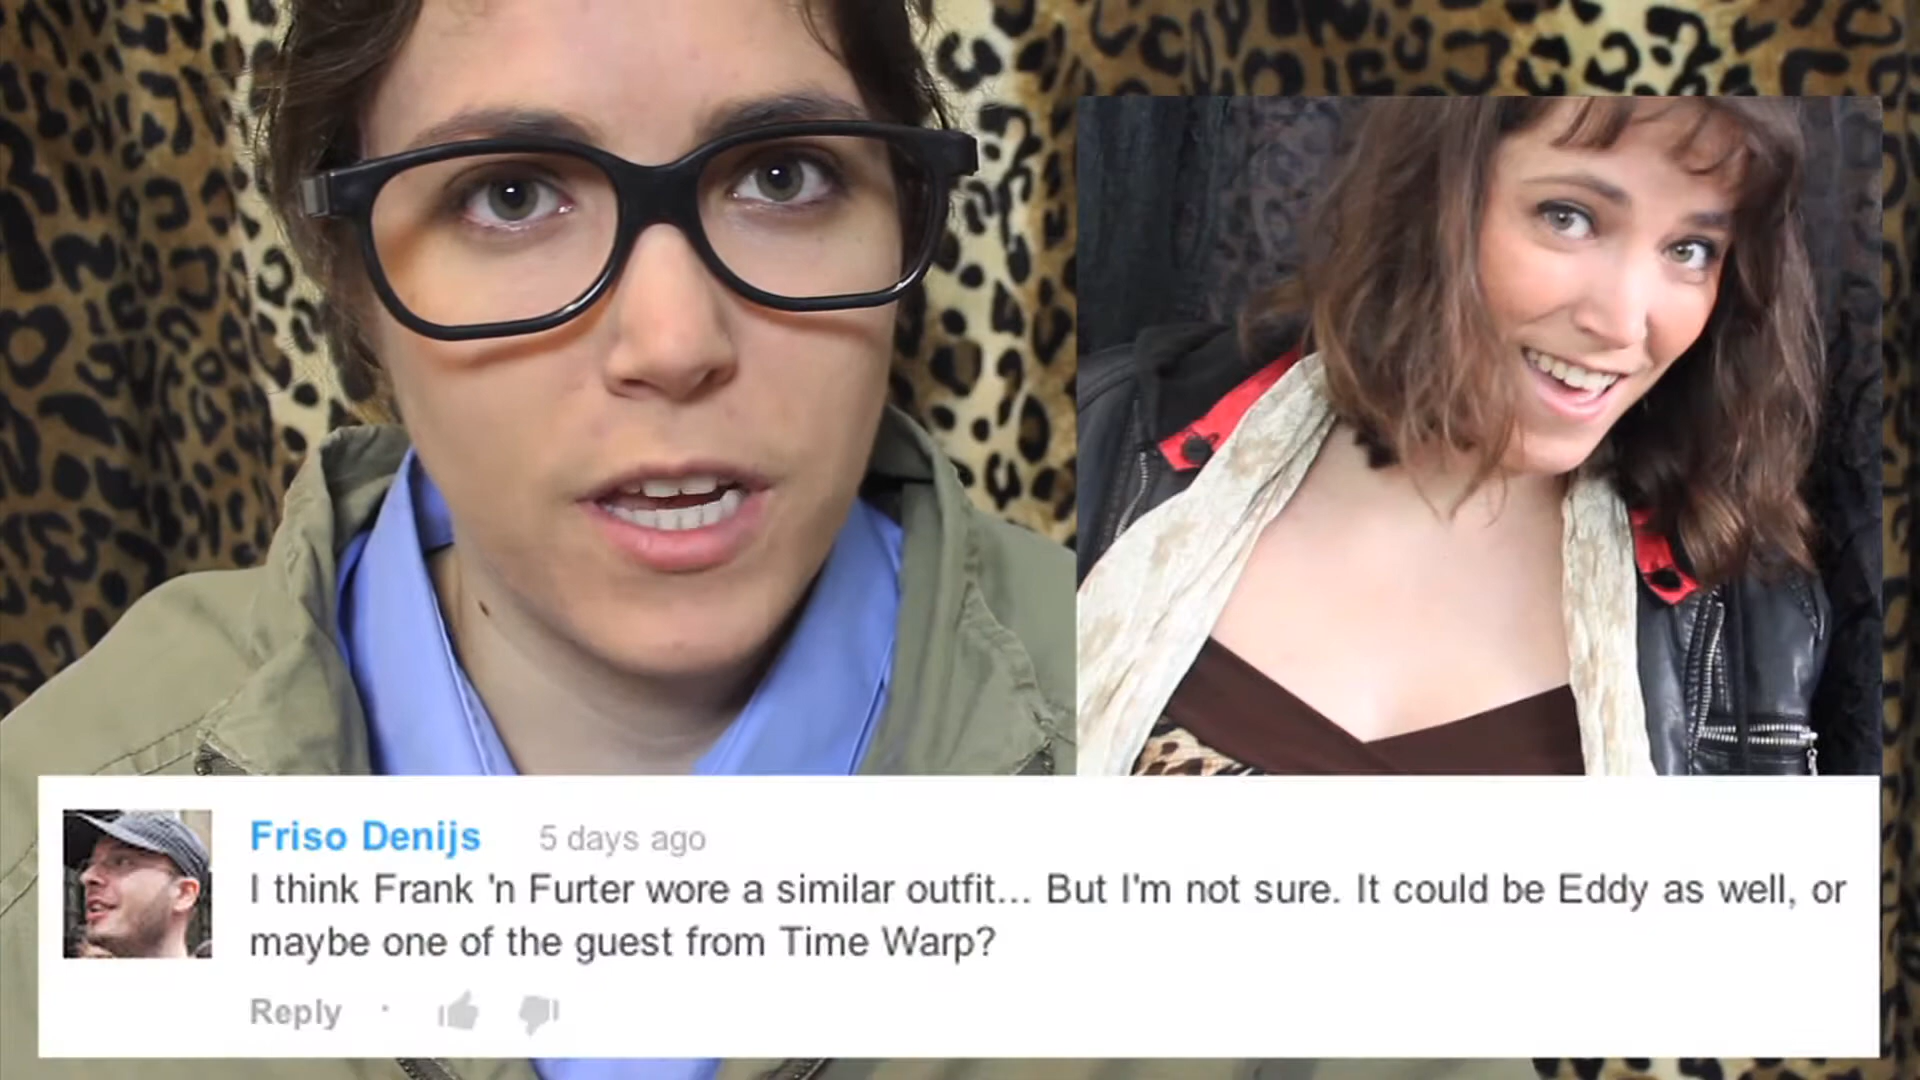 Friso Denijs 5 days ago
I think Frank 'n Furter wore a similar outfit... But I'm not sure. It could be Eddy as well, or
maybe one of the guest from Time Warp?
Reply ·